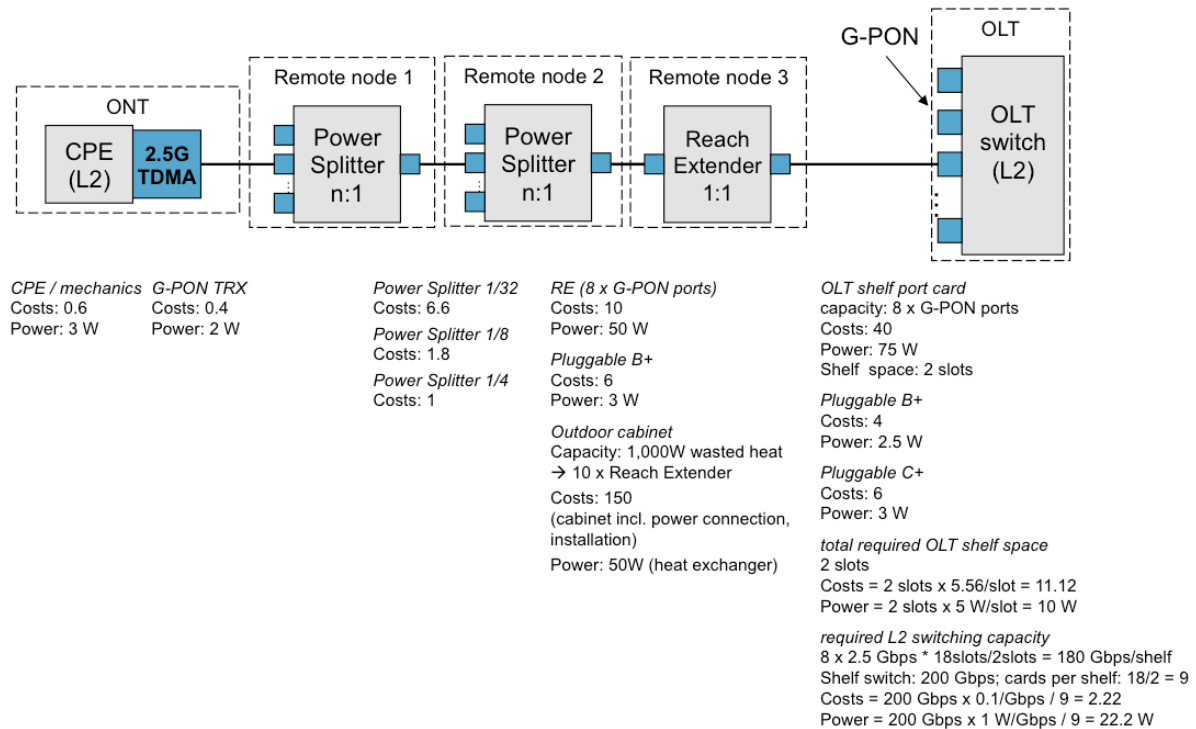 G-PON
OLT
Remote node 1
Remote node 2
Remote node 3
ONT
CPE
(L2)
2.5G
TDMA
Power
Splitter
n:1
Power
Splitter
n:1
Reach
Extender
1:1
OLT
switch
(L2)
CPE / mechanics
Costs: 0.6
Power: 3 W
G-PON TRX
Costs: 0.4
Power: 2 W
Power Splitter 1/32
Costs: 6.6
Power Splitter 1/8
Costs: 1.8
Power Splitter 1/4
Costs: 1
RE (8 x G-PON ports)
Costs: 10
Power: 50 W
Pluggable B+
Costs: 6
Power: 3 W
Outdoor cabinet
Capacity: 1,000W wasted heat
→ 10 x Reach Extender
Costs: 150
(cabinet incl. power connection,
installation)
Power: 50W (heat exchanger)
OLT shelf port card
capacity: 8 x G-PON ports
Costs: 40
Power: 75 W
Shelf space: 2 slots
Pluggable B+
Costs: 4
Power: 2.5 W
Pluggable C+
Costs: 6
Power: 3 W
total required OLT shelf space
2 slots
Costs = 2 slots x 5.56/slot = 11.12
Power = 2 slots x 5 W/slot = 10 W
required L2 switching capacity
8 x 2.5 Gbps * 18slots/2slots = 180 Gbps/shelf
Shelf switch: 200 Gbps; cards per shelf: 18/2 = 9
Costs = 200 Gbps x 0.1/Gbps / 9 = 2.22
Power = 200 Gbps x 1 W/Gbps / 9 = 22.2 W